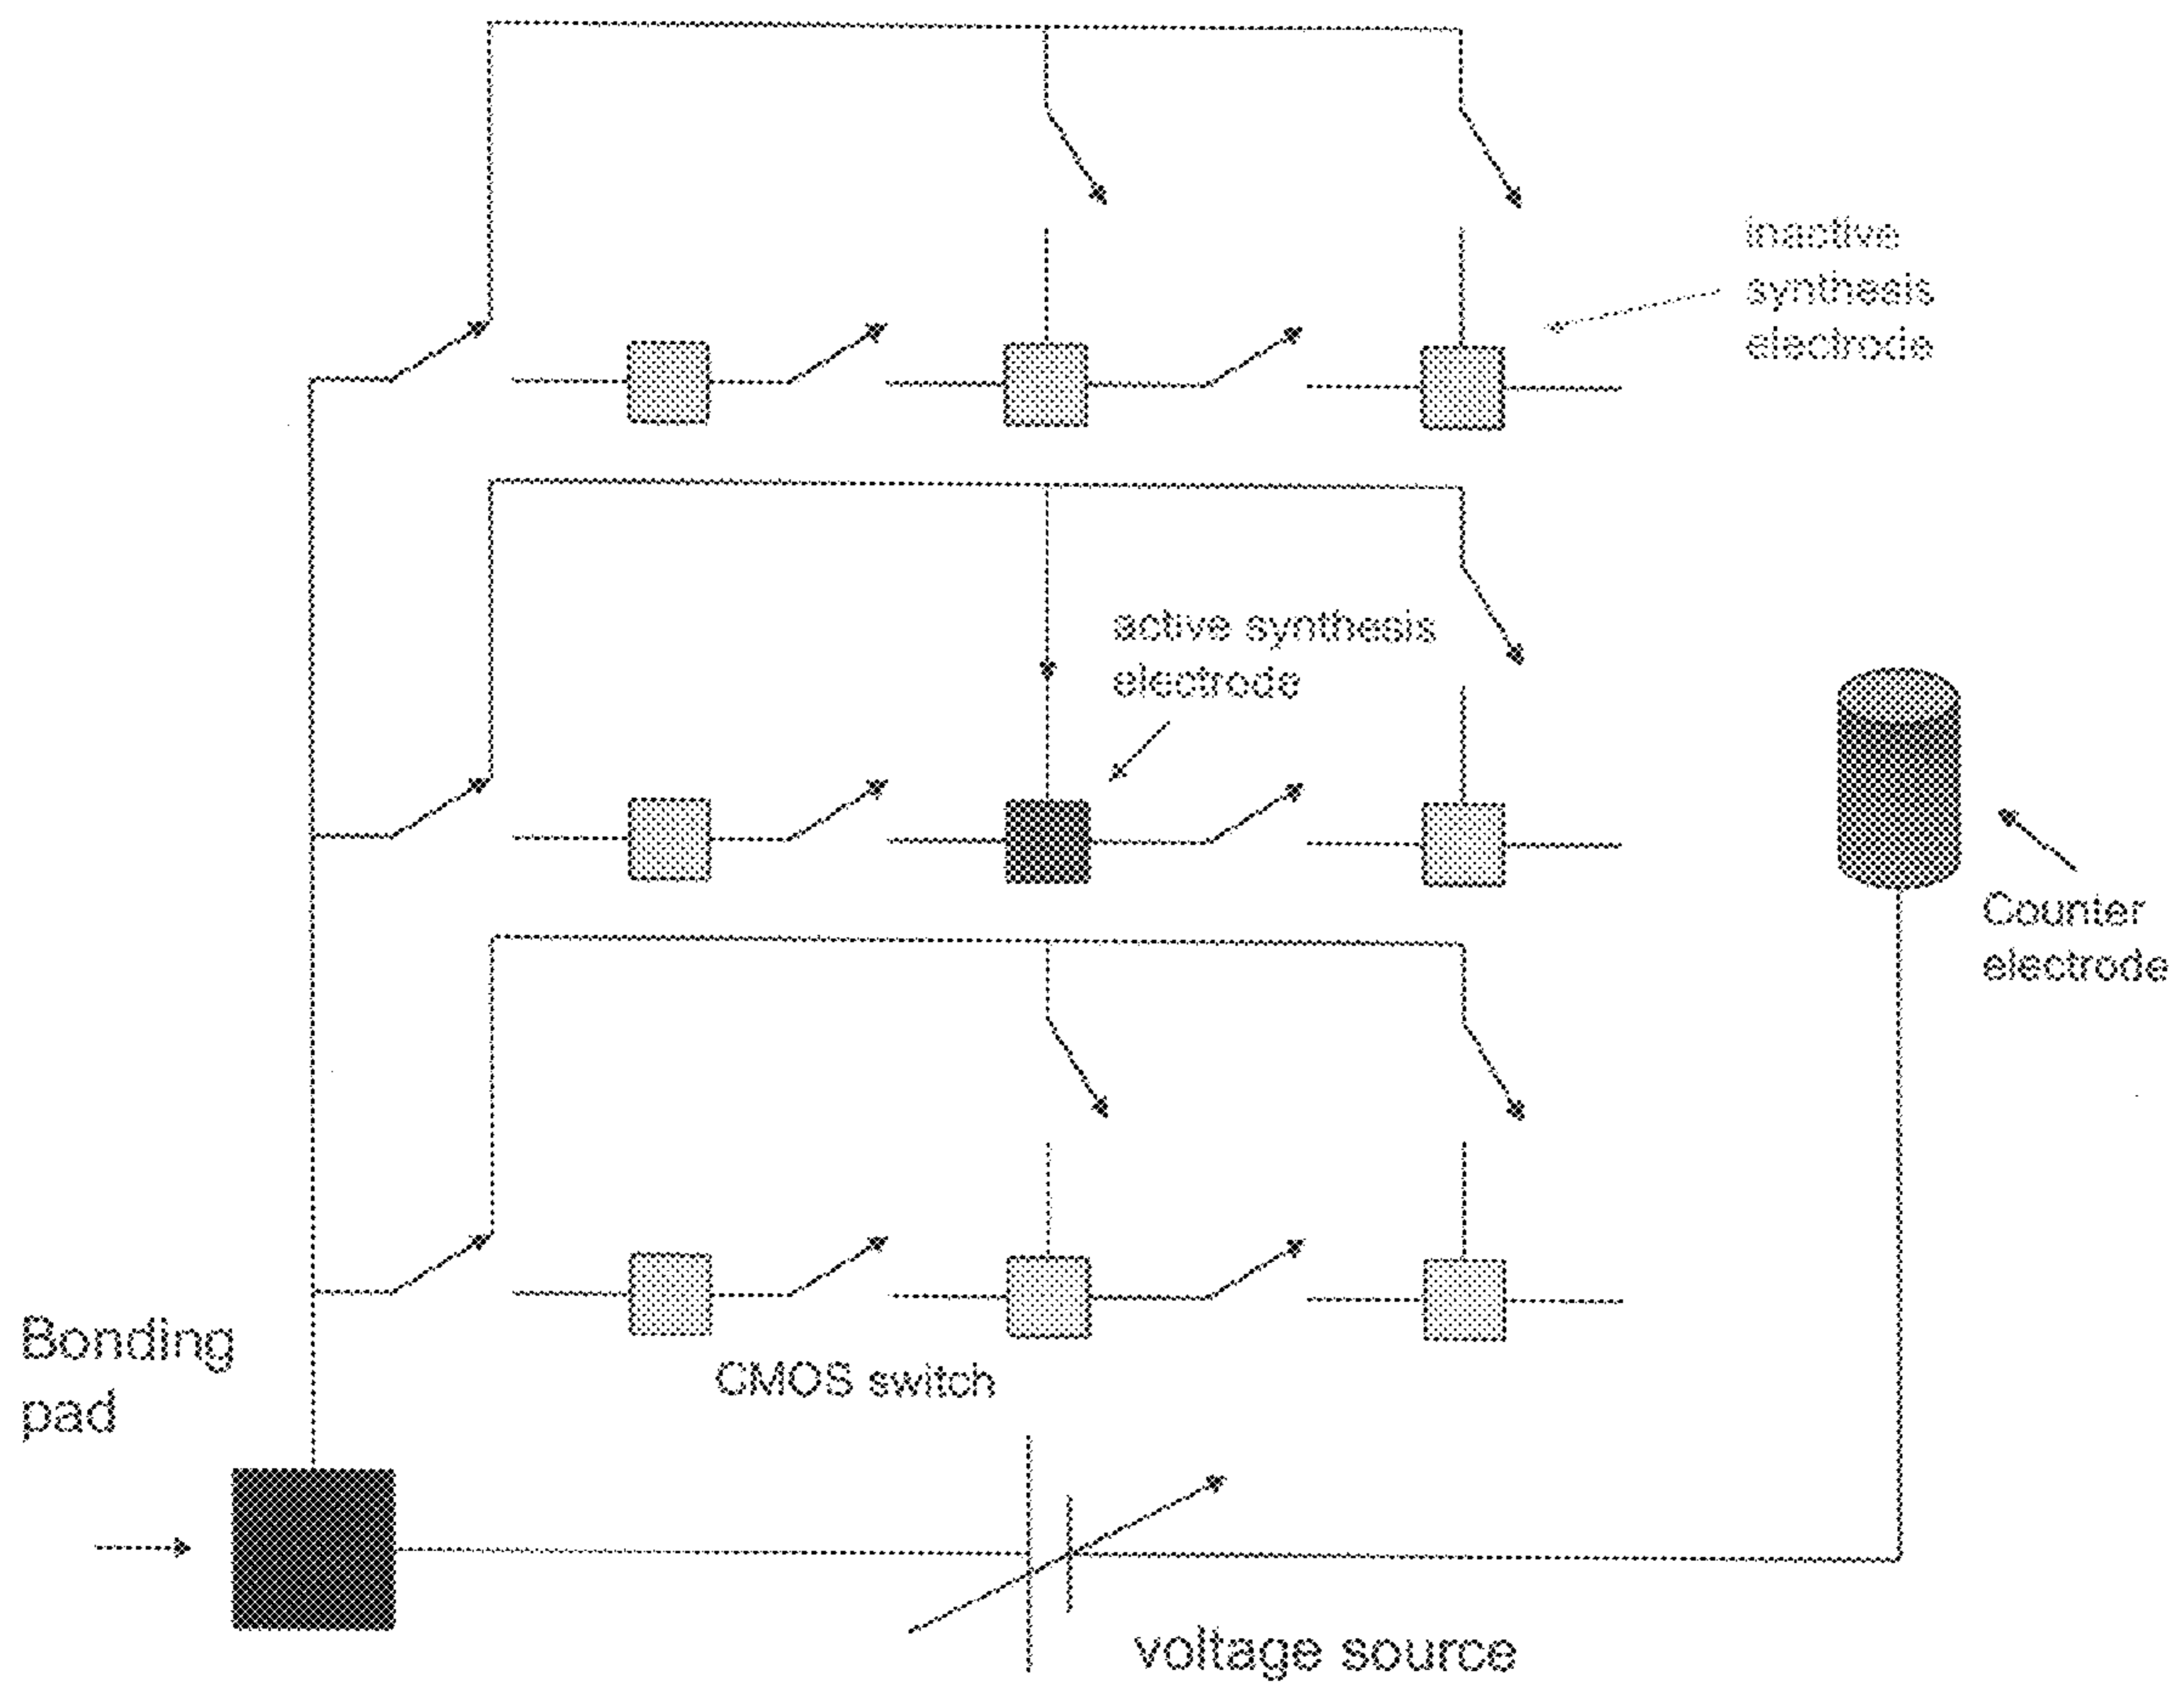 inactive
synthesis
electrode
active synthesis
electrode
Counter
electrode
Bonding
pad
CMOS switch
voltage source